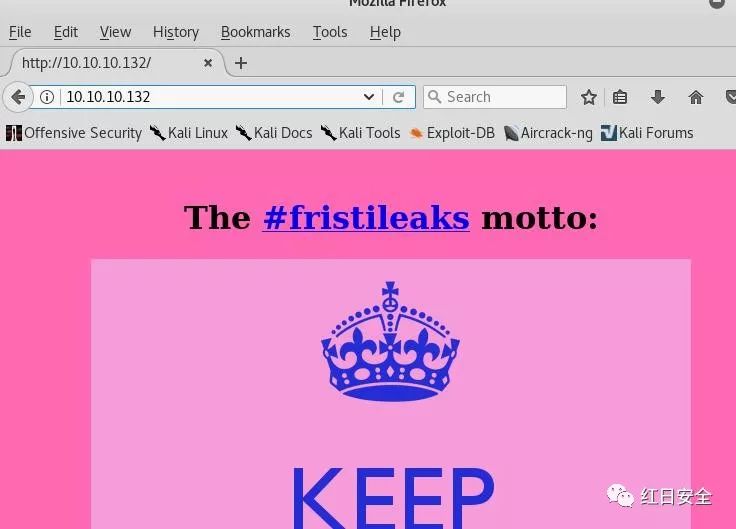 Mozilla Firefox
File Edit View History Bookmarks Tools Help
http://10.10.10.132/
10.10.10.132 Search
Offensive Security Kali Linux Kali Docs Kali Tools Exploit-DB Aircrack-ng Kali Forums
The #fristileaks motto:
KEEP
红日安全